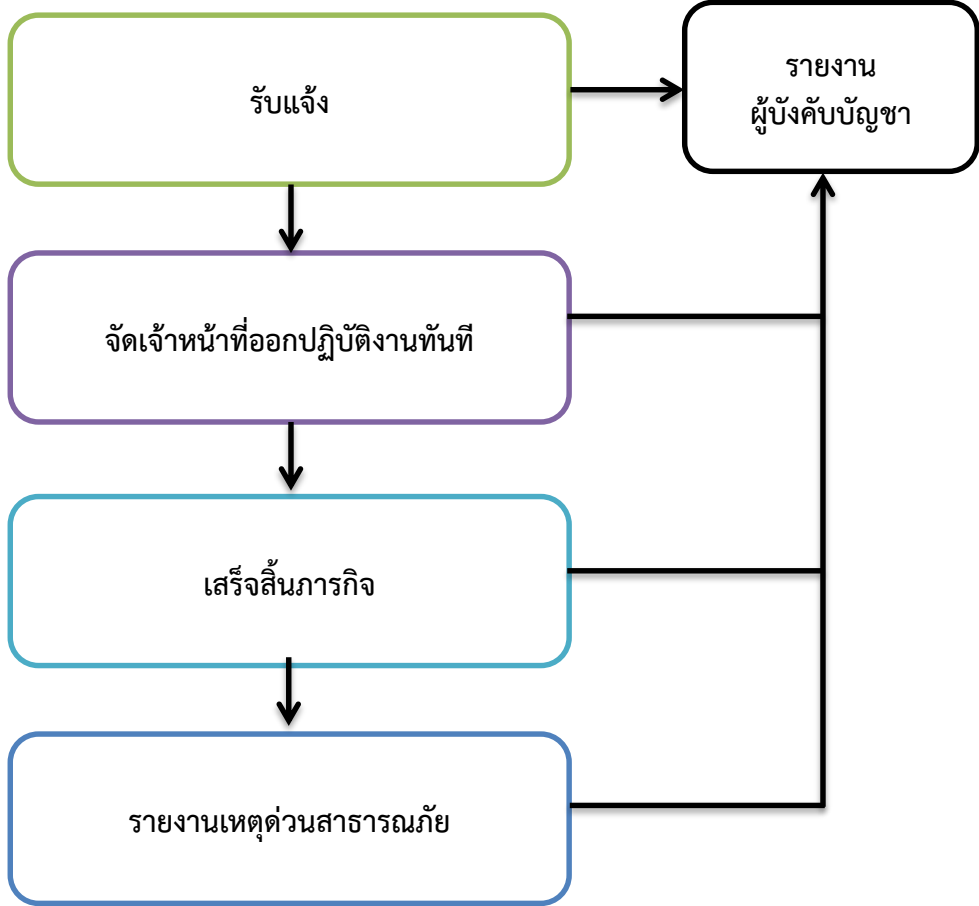 รับแจ้ง
รายงาน
ผู้บังคับบัญชา
จัดเจ้าหน้าที่ออกปฏิบัติงานทันที
เสร็จสิ้นภารกิจ
รายงานเหตุด่วนสาธารณภัย